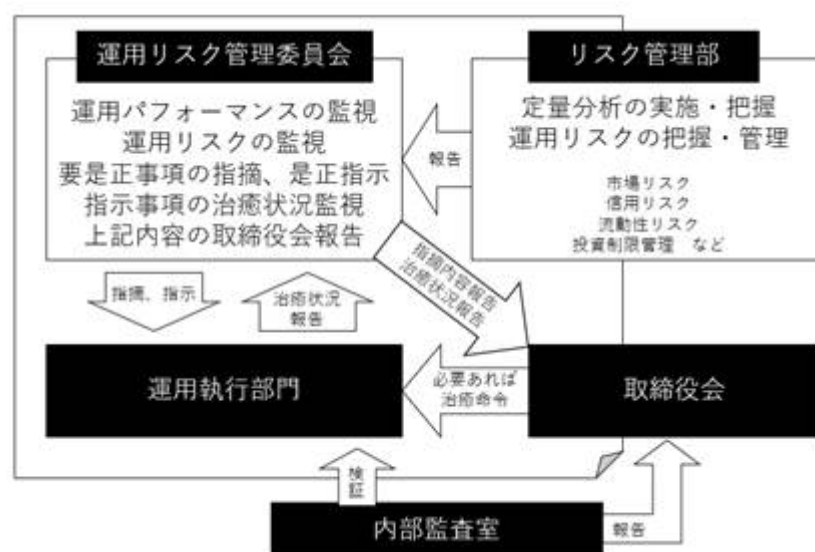 運用リスク管理委員会
運用パフォーマンスの監視
運用リスクの監視
要是正事項の指摘、是正指示
指示事項の治癒状況監視
上記内容の取締役会報告
リスク管理部
定量分析の実施・把握
運用リスクの把握・管理
市場リスク
信用リスク
流動性リスク
投資制限管理　など
報告
指摘、指示
治癒状況
報告
指摘内容報告
治癒状況報告
運用執行部門
必要あれば
治癒命令
取締役会
検証
内部監査室
報告